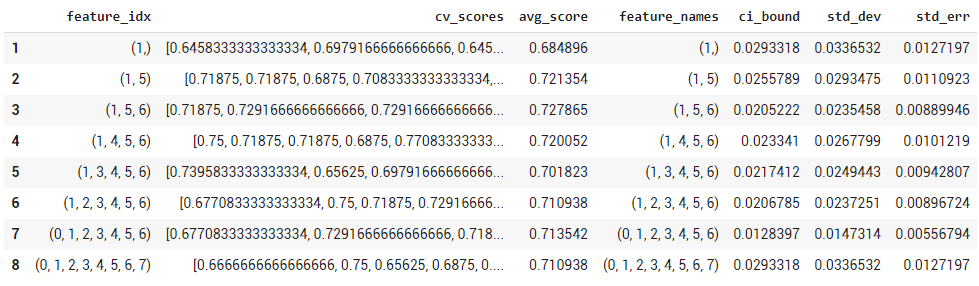 feature_idx cv_scores avg_score feature_names ci_bound std_dev std_err
1 (1,) [0.6458333333333334, 0.6979166666666666, 0.645... 0.684896 (1,) 0.0293318 0.0336532 0.0127197
2 (1, 5) [0.71875, 0.71875, 0.6875, 0.7083333333333334,... 0.721354 (1, 5) 0.0255789 0.0293475 0.0110923
3 (1, 5, 6) [0.71875, 0.7291666666666666, 0.729166666666... 0.727865 (1, 5, 6) 0.0205222 0.0235458 0.00889946
4 (1, 4, 5, 6) [0.75, 0.71875, 0.71875, 0.6875, 0.77083333333... 0.720052 (1, 4, 5, 6) 0.023341 0.0267799 0.0101219
5 (1, 3, 4, 5, 6) [0.7395833333333334, 0.65625, 0.69791666666666... 0.701823 (1, 3, 4, 5, 6) 0.0217412 0.0249443 0.00942807
6 (1, 2, 3, 4, 5, 6) [0.6770833333333334, 0.75, 0.71875, 0.72916666... 0.710938 (1, 2, 3, 4, 5, 6) 0.0206785 0.0237251 0.00896724
7 (0, 1, 2, 3, 4, 5, 6) [0.6770833333333334, 0.7291666666666666, 0.718... 0.713542 (0, 1, 2, 3, 4, 5, 6) 0.0128397 0.0147314 0.00556794
8 (0, 1, 2, 3, 4, 5, 6, 7) [0.6666666666666666, 0.75, 0.65625, 0.6875, 0.... 0.710938 (0, 1, 2, 3, 4, 5, 6, 7) 0.0293318 0.0336532 0.0127197